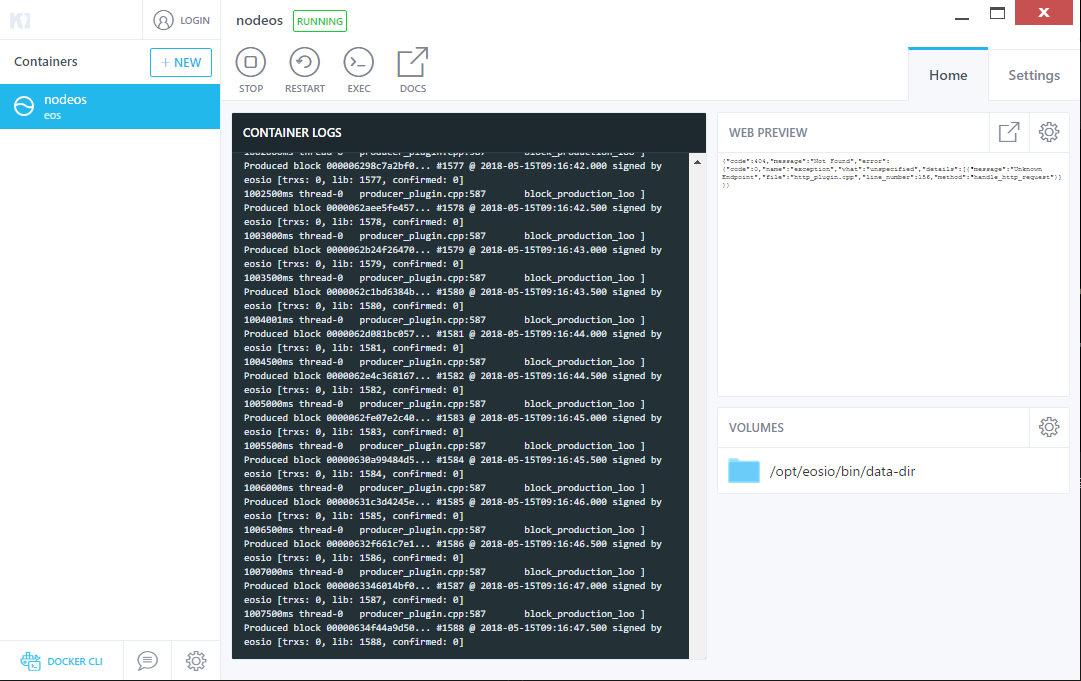 LOGIN
nodeos RUNNING
Containers
+ NEW
nodeos
eos
STOP RESTART EXEC DOCS
Home Settings
CONTAINER LOGS
1002000ms thread-0 producer_plugin.cpp:587 block_production_loo ]
Produced block 000006298c7a2bf0... #1577 @ 2018-05-15T09:16:42.000 signed by
eosio [trxs: 0, lib: 1577, confirmed: 0]
1002500ms thread-0 producer_plugin.cpp:587 block_production_loo ]
Produced block 0000062aee5fe457... #1578 @ 2018-05-15T09:16:42.500 signed by
eosio [trxs: 0, lib: 1578, confirmed: 0]
1003000ms thread-0 producer_plugin.cpp:587 block_production_loo ]
Produced block 0000062b24f26470... #1579 @ 2018-05-15T09:16:43.000 signed by
eosio [trxs: 0, lib: 1579, confirmed: 0]
1003500ms thread-0 producer_plugin.cpp:587 block_production_loo ]
Produced block 0000062c1bd6384b... #1580 @ 2018-05-15T09:16:43.500 signed by
eosio [trxs: 0, lib: 1580, confirmed: 0]
1004001ms thread-0 producer_plugin.cpp:587 block_production_loo ]
Produced block 0000062d081bc057... #1581 @ 2018-05-15T09:16:44.000 signed by
eosio [trxs: 0, lib: 1581, confirmed: 0]
1004500ms thread-0 producer_plugin.cpp:587 block_production_loo ]
Produced block 0000062e4c368167... #1582 @ 2018-05-15T09:16:44.500 signed by
eosio [trxs: 0, lib: 1582, confirmed: 0]
1005000ms thread-0 producer_plugin.cpp:587 block_production_loo ]
Produced block 0000062fe07e2c40... #1583 @ 2018-05-15T09:16:45.000 signed by
eosio [trxs: 0, lib: 1583, confirmed: 0]
1005500ms thread-0 producer_plugin.cpp:587 block_production_loo ]
Produced block 00000630a99484d5... #1584 @ 2018-05-15T09:16:45.500 signed by
eosio [trxs: 0, lib: 1584, confirmed: 0]
1006000ms thread-0 producer_plugin.cpp:587 block_production_loo ]
Produced block 00000631c3d4245e... #1585 @ 2018-05-15T09:16:46.000 signed by
eosio [trxs: 0, lib: 1585, confirmed: 0]
1006500ms thread-0 producer_plugin.cpp:587 block_production_loo ]
Produced block 00000632f661c7e1... #1586 @ 2018-05-15T09:16:46.500 signed by
eosio [trxs: 0, lib: 1586, confirmed: 0]
1007000ms thread-0 producer_plugin.cpp:587 block_production_loo ]
Produced block 0000063346014bf0... #1587 @ 2018-05-15T09:16:47.000 signed by
eosio [trxs: 0, lib: 1587, confirmed: 0]
1007500ms thread-0 producer_plugin.cpp:587 block_production_loo ]
Produced block 00000634f44a9d50... #1588 @ 2018-05-15T09:16:47.500 signed by
eosio [trxs: 0, lib: 1588, confirmed: 0]
WEB PREVIEW
{"code":404,"message":"Not Found","error":
{"code":0,"name":"exception","what":"unspecified","details":[{"message":"Unknown
Endpoint","file":"http_plugin.cpp","line_number":156,"method":"handle_http_request"}]
}}
VOLUMES
/opt/eosio/bin/data-dir
DOCKER CLI